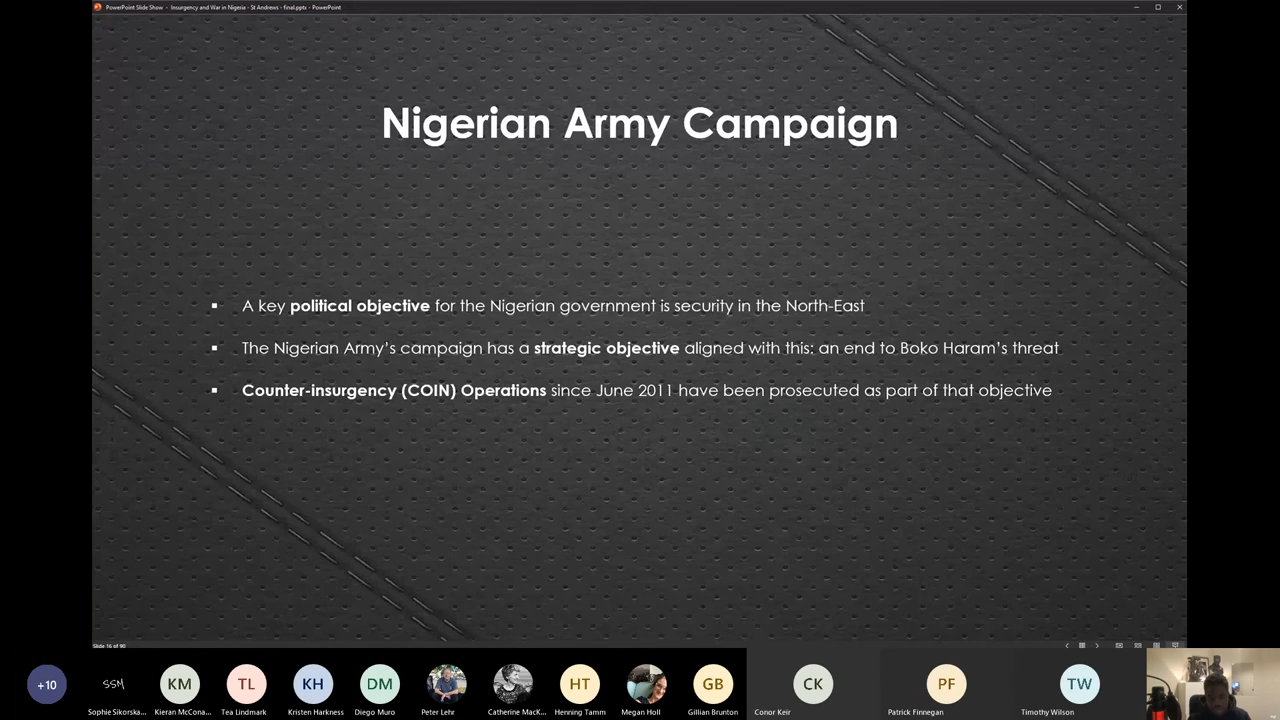 PowerPoint Slide Show - Insurgency and War in Nigeria - St Andrews - final.ppts - PowerPoint
Nigerian Army Campaign
▪ A key political objective for the Nigerian government is security in the North-East
▪ The Nigerian Army’s campaign has a strategic objective aligned with this: an end to Boko Haram’s threat
▪ Counter-insurgency (COIN) Operations since June 2011 have been prosecuted as part of that objective
Slide 16 of 90
+10
SSM
KM
TL
KH
DM
HT
GB
CK
PF
TW
Sophie Sikorska...
Kieran McCona...
Tea Lindmark
Kristen Harkness
Diego Muro
Peter Lehr
Catherine MacK...
Henning Tamm
Megan Holl
Gillian Brunton
Conor Keir
Patrick Finnegan
Timothy Wilson